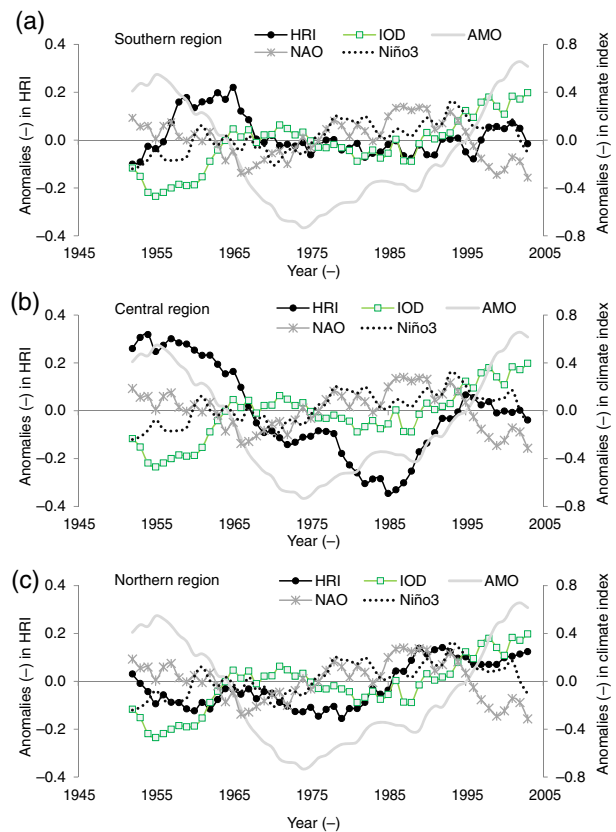 (a)
Southern region
HRI IOD AMO
NAO Niño3
Anomalies (–) in HRI
0.4
0.2
0.0
−0.2
−0.4
0.8
0.4
0.0
−0.4
−0.8
Anomalies (–) in climate index
1945 1955 1965 1975 1985 1995 2005
Year (–)
(b)
Central region
HRI IOD AMO
NAO Niño3
Anomalies (–) in HRI
0.4
0.2
0.0
−0.2
−0.4
0.8
0.4
0.0
−0.4
−0.8
Anomalies (–) in climate index
1945 1955 1965 1975 1985 1995 2005
Year (–)
(c)
Northern region
HRI IOD AMO
NAO Niño3
Anomalies (–) in HRI
0.4
0.2
0.0
−0.2
−0.4
0.8
0.4
0.0
−0.4
−0.8
Anomalies (–) in climate index
1945 1955 1965 1975 1985 1995 2005
Year (–)